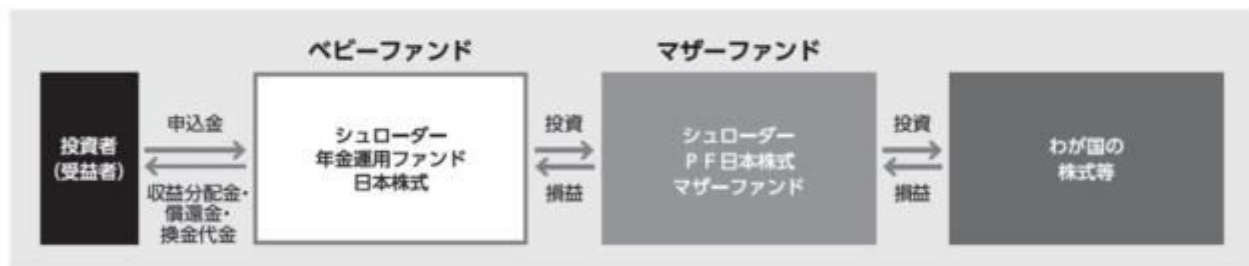 ベビーファンド
マザーファンド
投資者
(受益者)
申込金
収益分配金・
償還金・
換金代金
シュローダー
年金運用ファンド
日本株式
投資
損益
シュローダー
ＰＦ日本株式
マザーファンド
投資
損益
わが国の
株式等